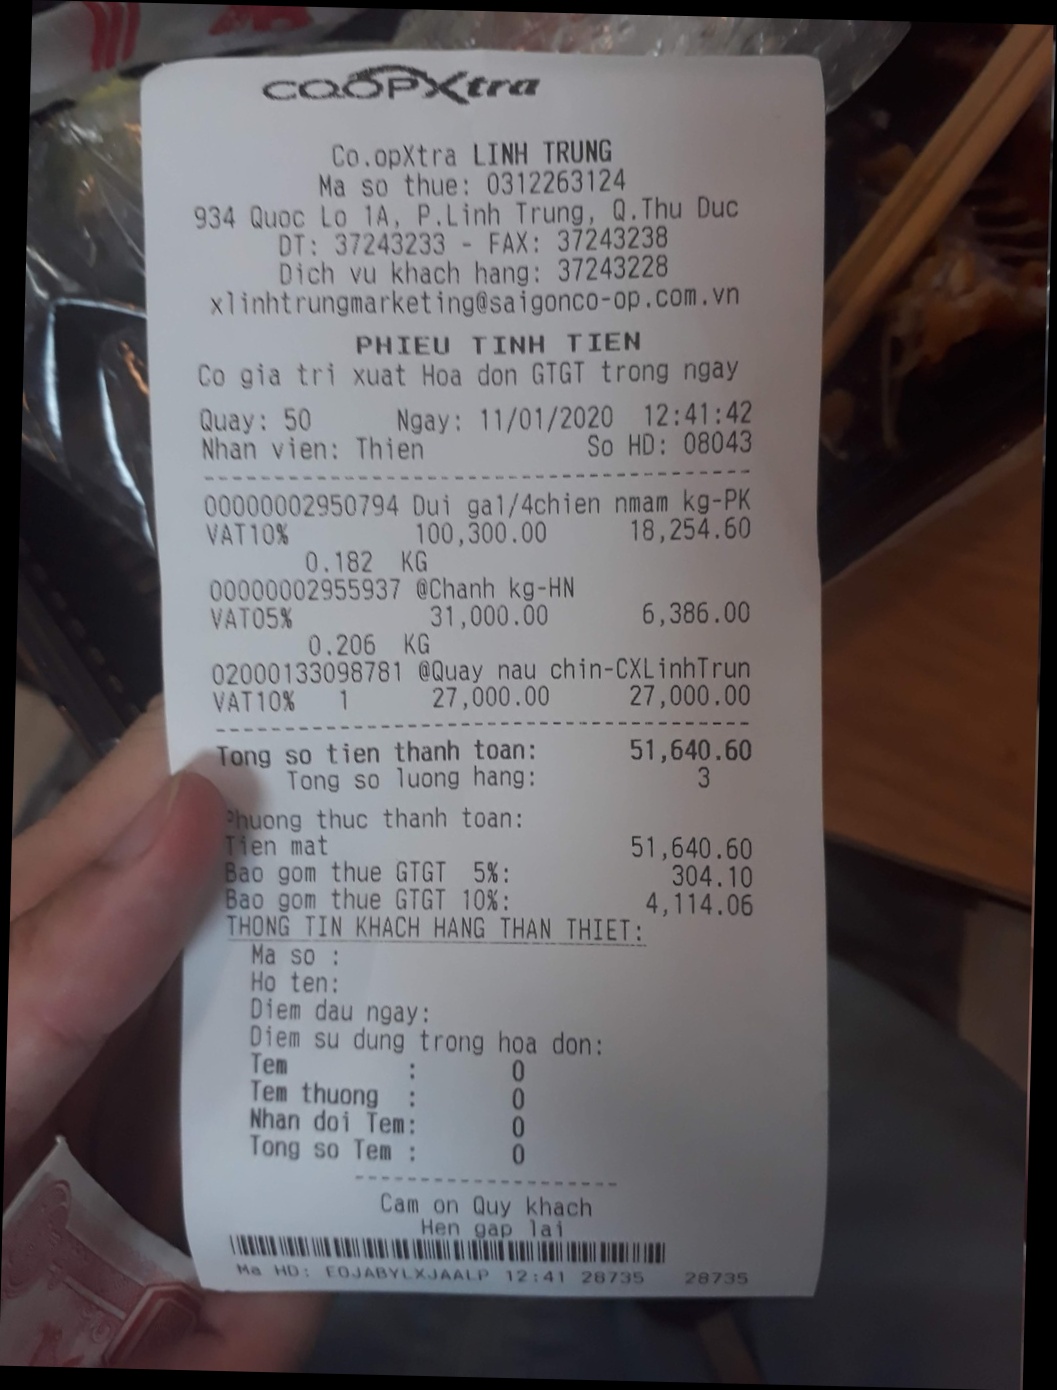 COOPXtra
Co.opXtra LINH TRUNG
Ma so thue: 0312263124
934 Quoc Lo 1A, P.Linh Trung, Q.Thu Duc
DT: 37243233 - FAX: 37243238
Dich vu khach hang: 37243228
xlinhtrungmarketing@saigonco-op.com.vn
PHIEU TINH TIEN
Co gia tri xuat Hoa don GTGT trong ngay
Quay: 50 Ngay: 11/01/2020 12:41:42
Nhan vien: Thien So HD: 08043
00000002950794 Dui ga1/4chien nmam kg-PK
VAT10% 100,300.00 18,254.60
0.182 KG
00000002955937 @Chanh kg-HN
VAT05% 31,000.00 6,386.00
0.206 KG
02000133098781 @Quay nau chin-CXLinhTrun
VAT10% 1 27,000.00 27,000.00
Tong so tien thanh toan: 51,640.60
Tong so luong hang: 3
Phuong thuc thanh toan:
Tien mat 51,640.60
Bao gom thue GTGT 5%: 304.10
Bao gom thue GTGT 10%: 4,114.06
THONG TIN KHACH HANG THAN THIET:
Ma so :
Ho ten:
Diem dau ngay:
Diem su dung trong hoa don:
Tem : 0
Tem thuong : 0
Nhan doi Tem: 0
Tong so Tem : 0
Cam on Quy khach
Hen gap lai
Ma HD: EOJABYLXJAALP 12:41 28735 28735